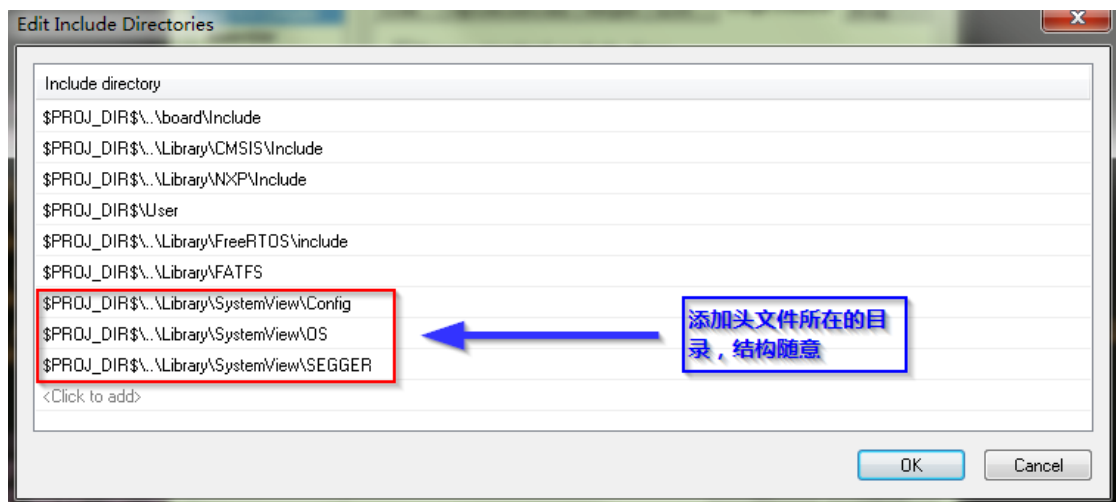 Edit Include Directories
Include directory
$PROJ_DIR$\..\board\Include
$PROJ_DIR$\..\Library\CMSIS\Include
$PROJ_DIR$\..\Library\NXP\Include
$PROJ_DIR$\User
$PROJ_DIR$\..\Library\FreeRTOS\include
$PROJ_DIR$\..\Library\FATFS
$PROJ_DIR$\..\Library\SystemView\Config
$PROJ_DIR$\..\Library\SystemView\OS
$PROJ_DIR$\..\Library\SystemView\SEGGER
<Click to add>
添加头文件所在的目
录，结构随意
OK
Cancel